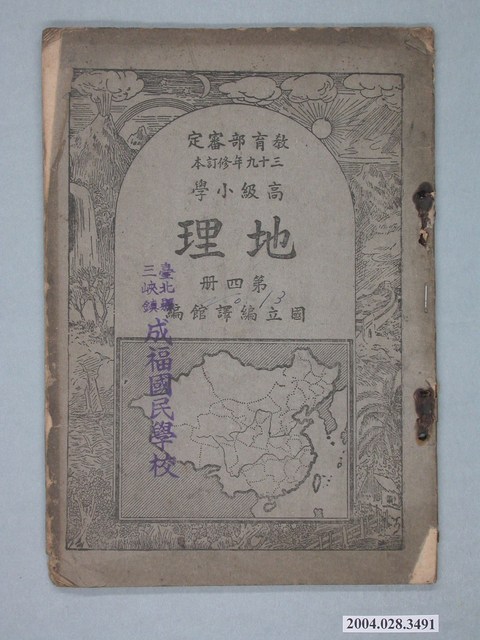 教育部審定
三十九年修訂本
高級小學
地理
第四冊
國立編譯館編
臺北縣
三峽鎮
成福國民學校
2004.028.3491